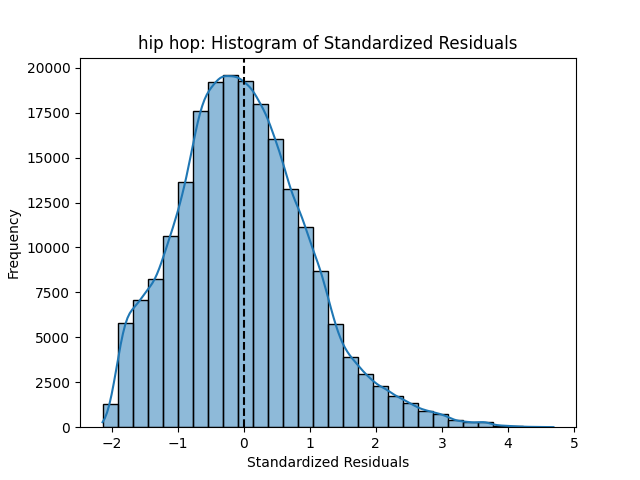 hip hop: Histogram of Standardized Residuals
20000
17500
15000
12500
10000
7500
5000
2500
0
Frequency
−2 −1 0 1 2 3 4 5
Standardized Residuals